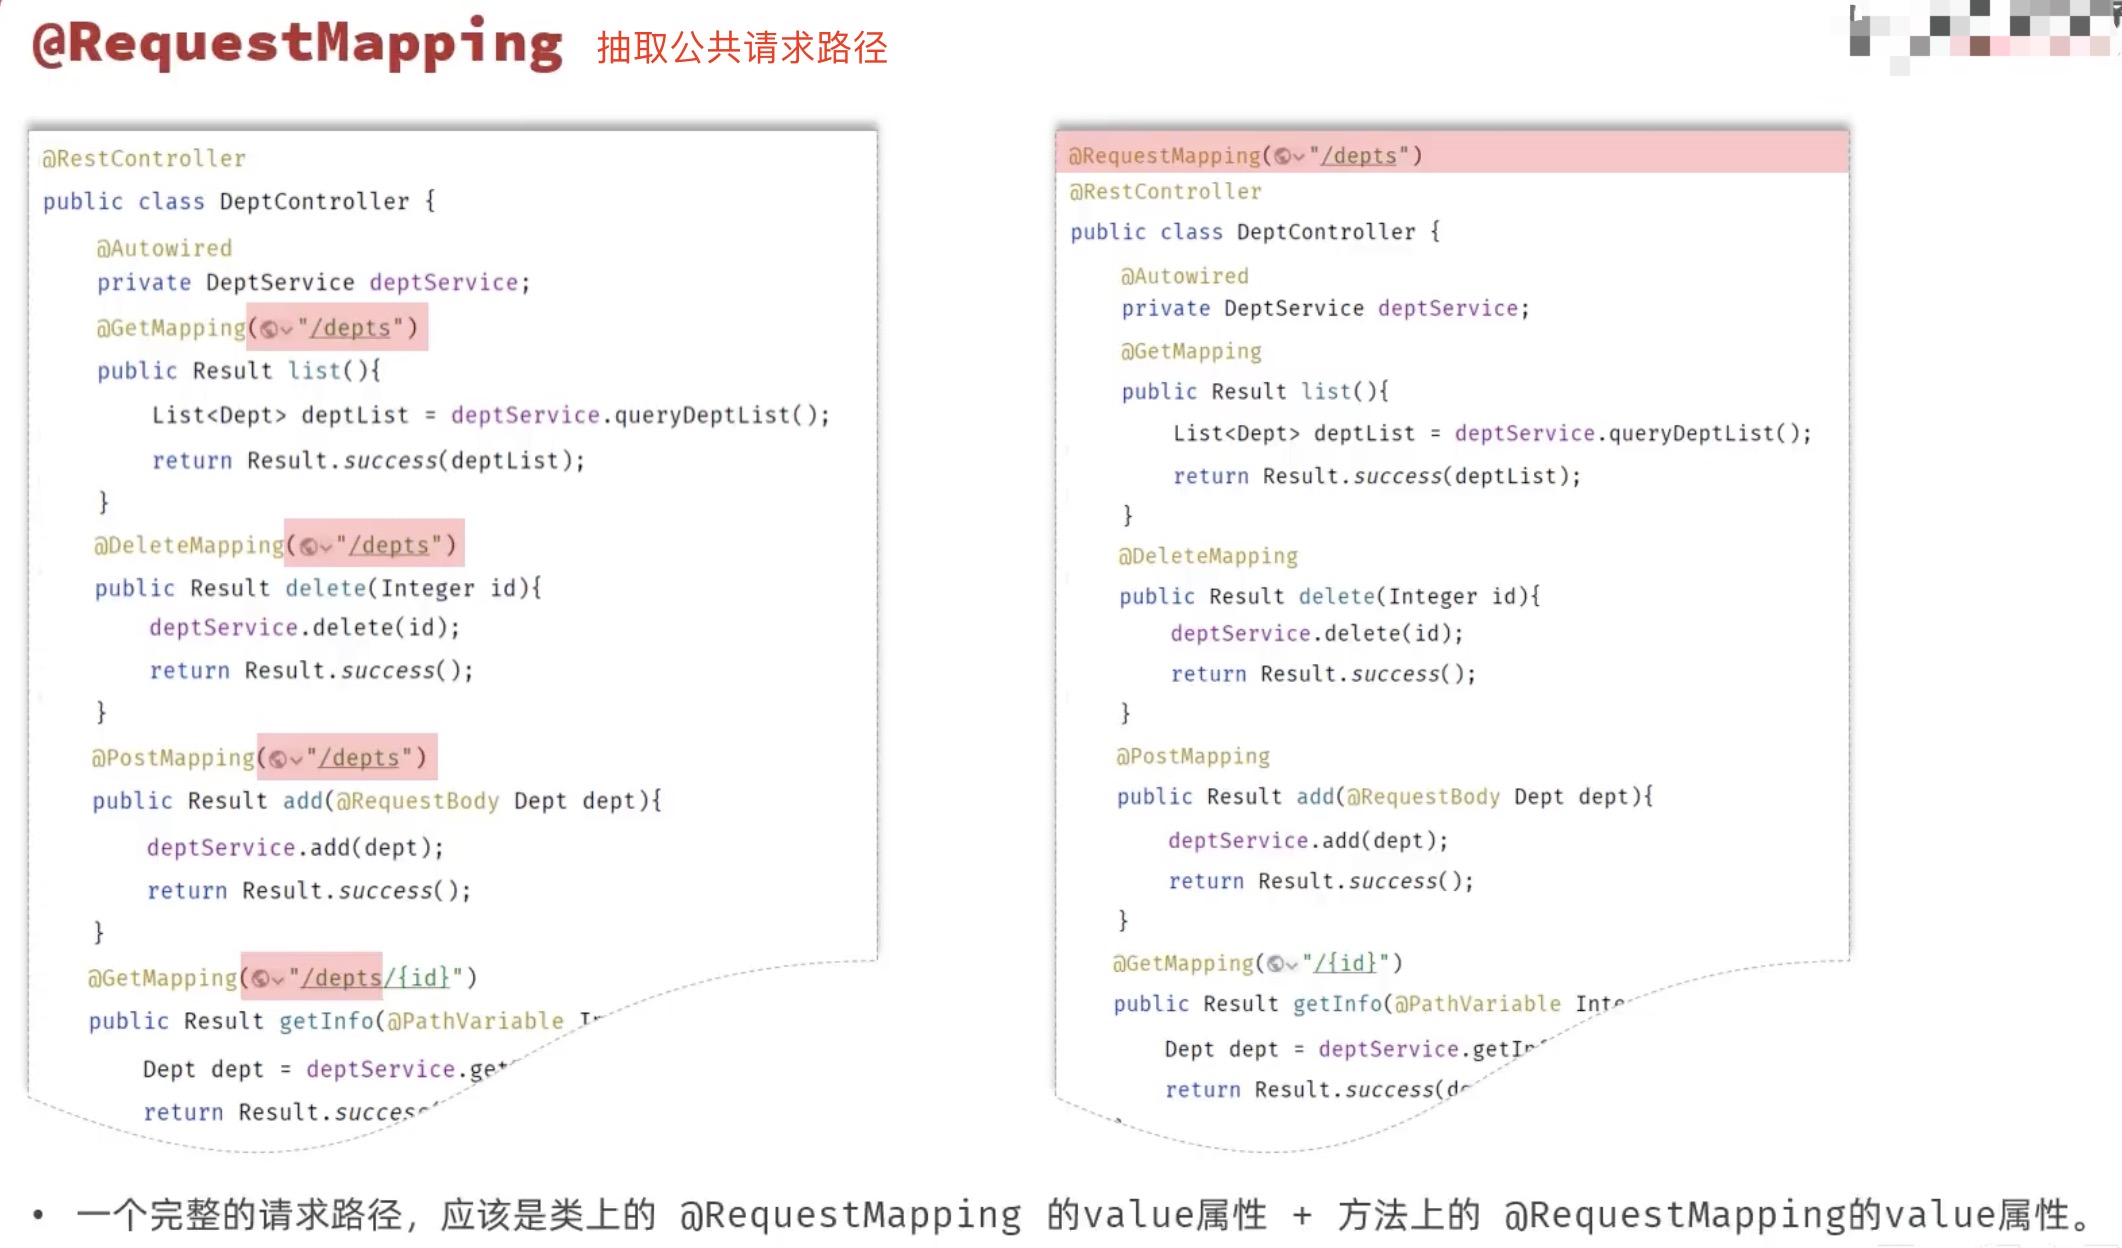 @RequestMapping 抽取公共请求路径
@RestController
public class DeptController {
@Autowired
private DeptService deptService;
@GetMapping("/depts")
public Result list(){
List<Dept> deptList = deptService.queryDeptList();
return Result.success(deptList);
}
@DeleteMapping("/depts")
public Result delete(Integer id){
deptService.delete(id);
return Result.success();
}
@PostMapping("/depts")
public Result add(@RequestBody Dept dept){
deptService.add(dept);
return Result.success();
}
@GetMapping("/depts/{id}")
public Result getInfo(@PathVariable
Dept dept = deptService.get
return Result.success
@RequestMapping("/depts")
@RestController
public class DeptController {
@Autowired
private DeptService deptService;
@GetMapping
public Result list(){
List<Dept> deptList = deptService.queryDeptList();
return Result.success(deptList);
}
@DeleteMapping
public Result delete(Integer id){
deptService.delete(id);
return Result.success();
}
@PostMapping
public Result add(@RequestBody Dept dept){
deptService.add(dept);
return Result.success();
}
@GetMapping("/{id}")
public Result getInfo(@PathVariable Inte
Dept dept = deptService.getIn
return Result.success(de
• 一个完整的请求路径，应该是类上的 @RequestMapping 的value属性 + 方法上的 @RequestMapping的value属性。